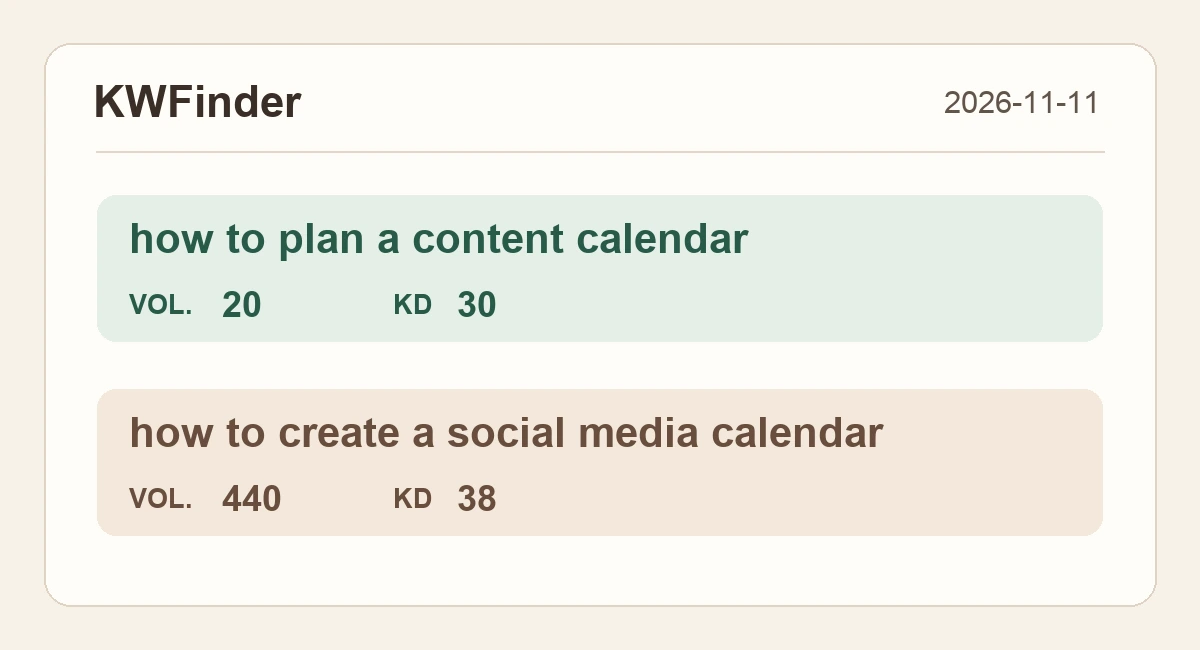 KWFinder 2026-11-11
how to plan a content calendar
VOL. 20 KD 30
how to create a social media calendar
VOL. 440 KD 38